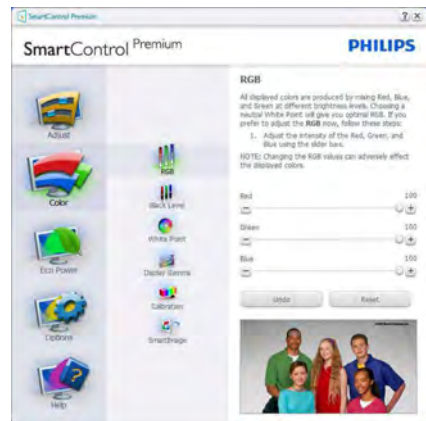 SmartControl Premium
SmartControl Premium
PHILIPS
Adjust
Color
Eco Power
Options
Help
RGB
Black Level
White Point
Display Gamma
Calibration
SmartImage
RGB
All displayed colors are produced by mixing Red, Blue,
and Green at different brightness levels. Choosing a
neutral White Point will give you optimal RGB. If you
prefer to adjust the RGB now, follow these steps:
1. Adjust the intensity of the Red, Green, and
Blue using the slider bars.
NOTE: Changing the RGB values can adversely affect
the displayed colors.
Red 100
Green 100
Blue 100
Undo Reset